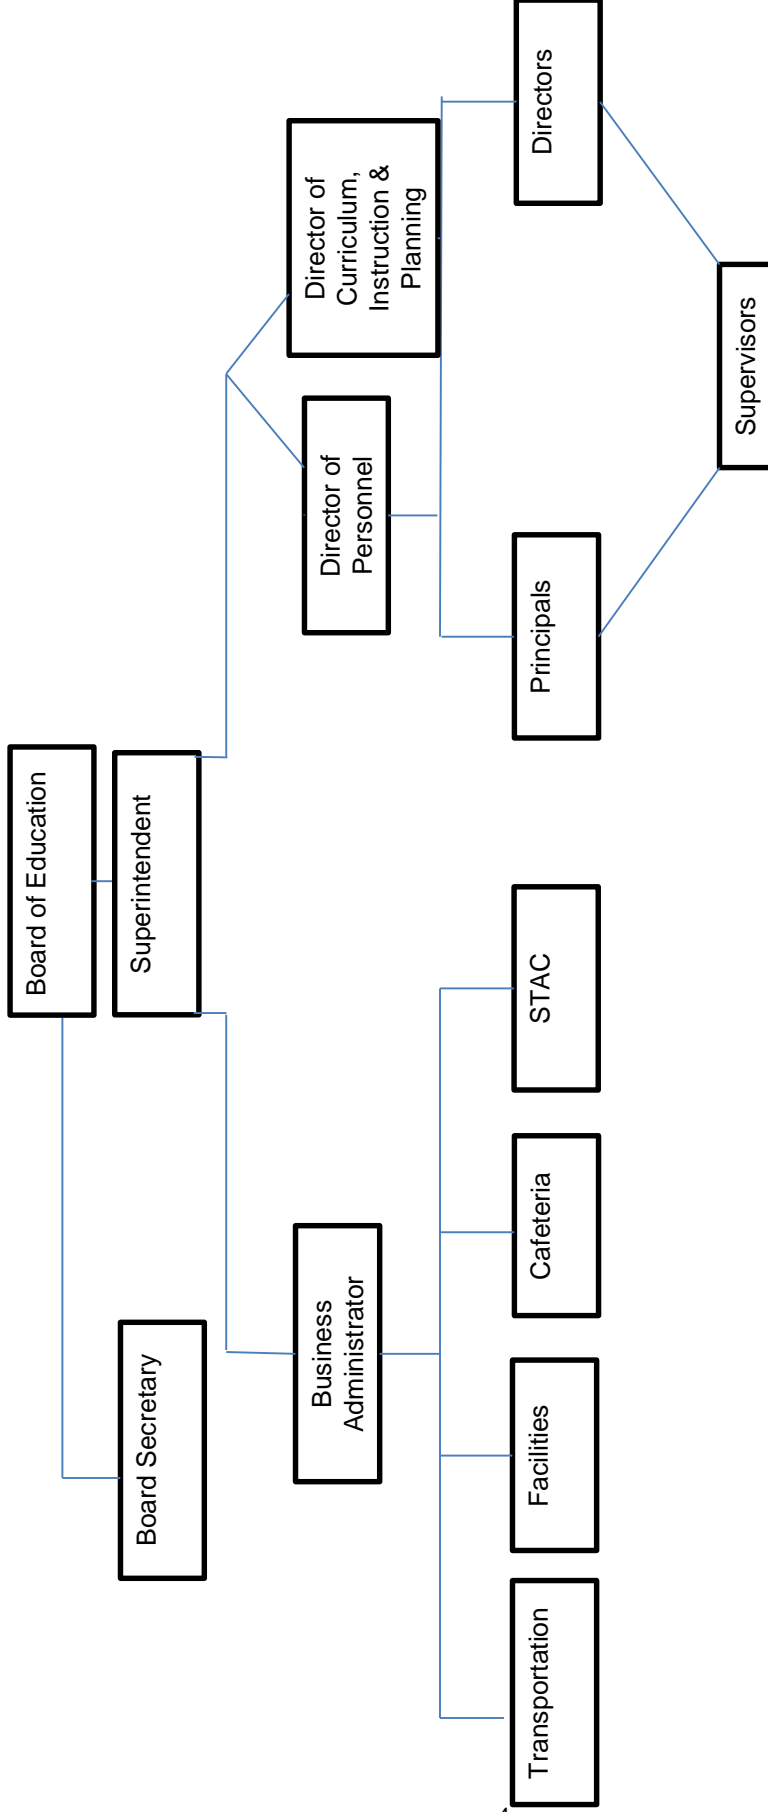 Board of Education
Board Secretary
Superintendent
Business
Administrator
Director of
Personnel
Director of
Curriculum,
Instruction &
Planning
Transportation
Facilities
Cafeteria
STAC
Principals
Directors
Supervisors